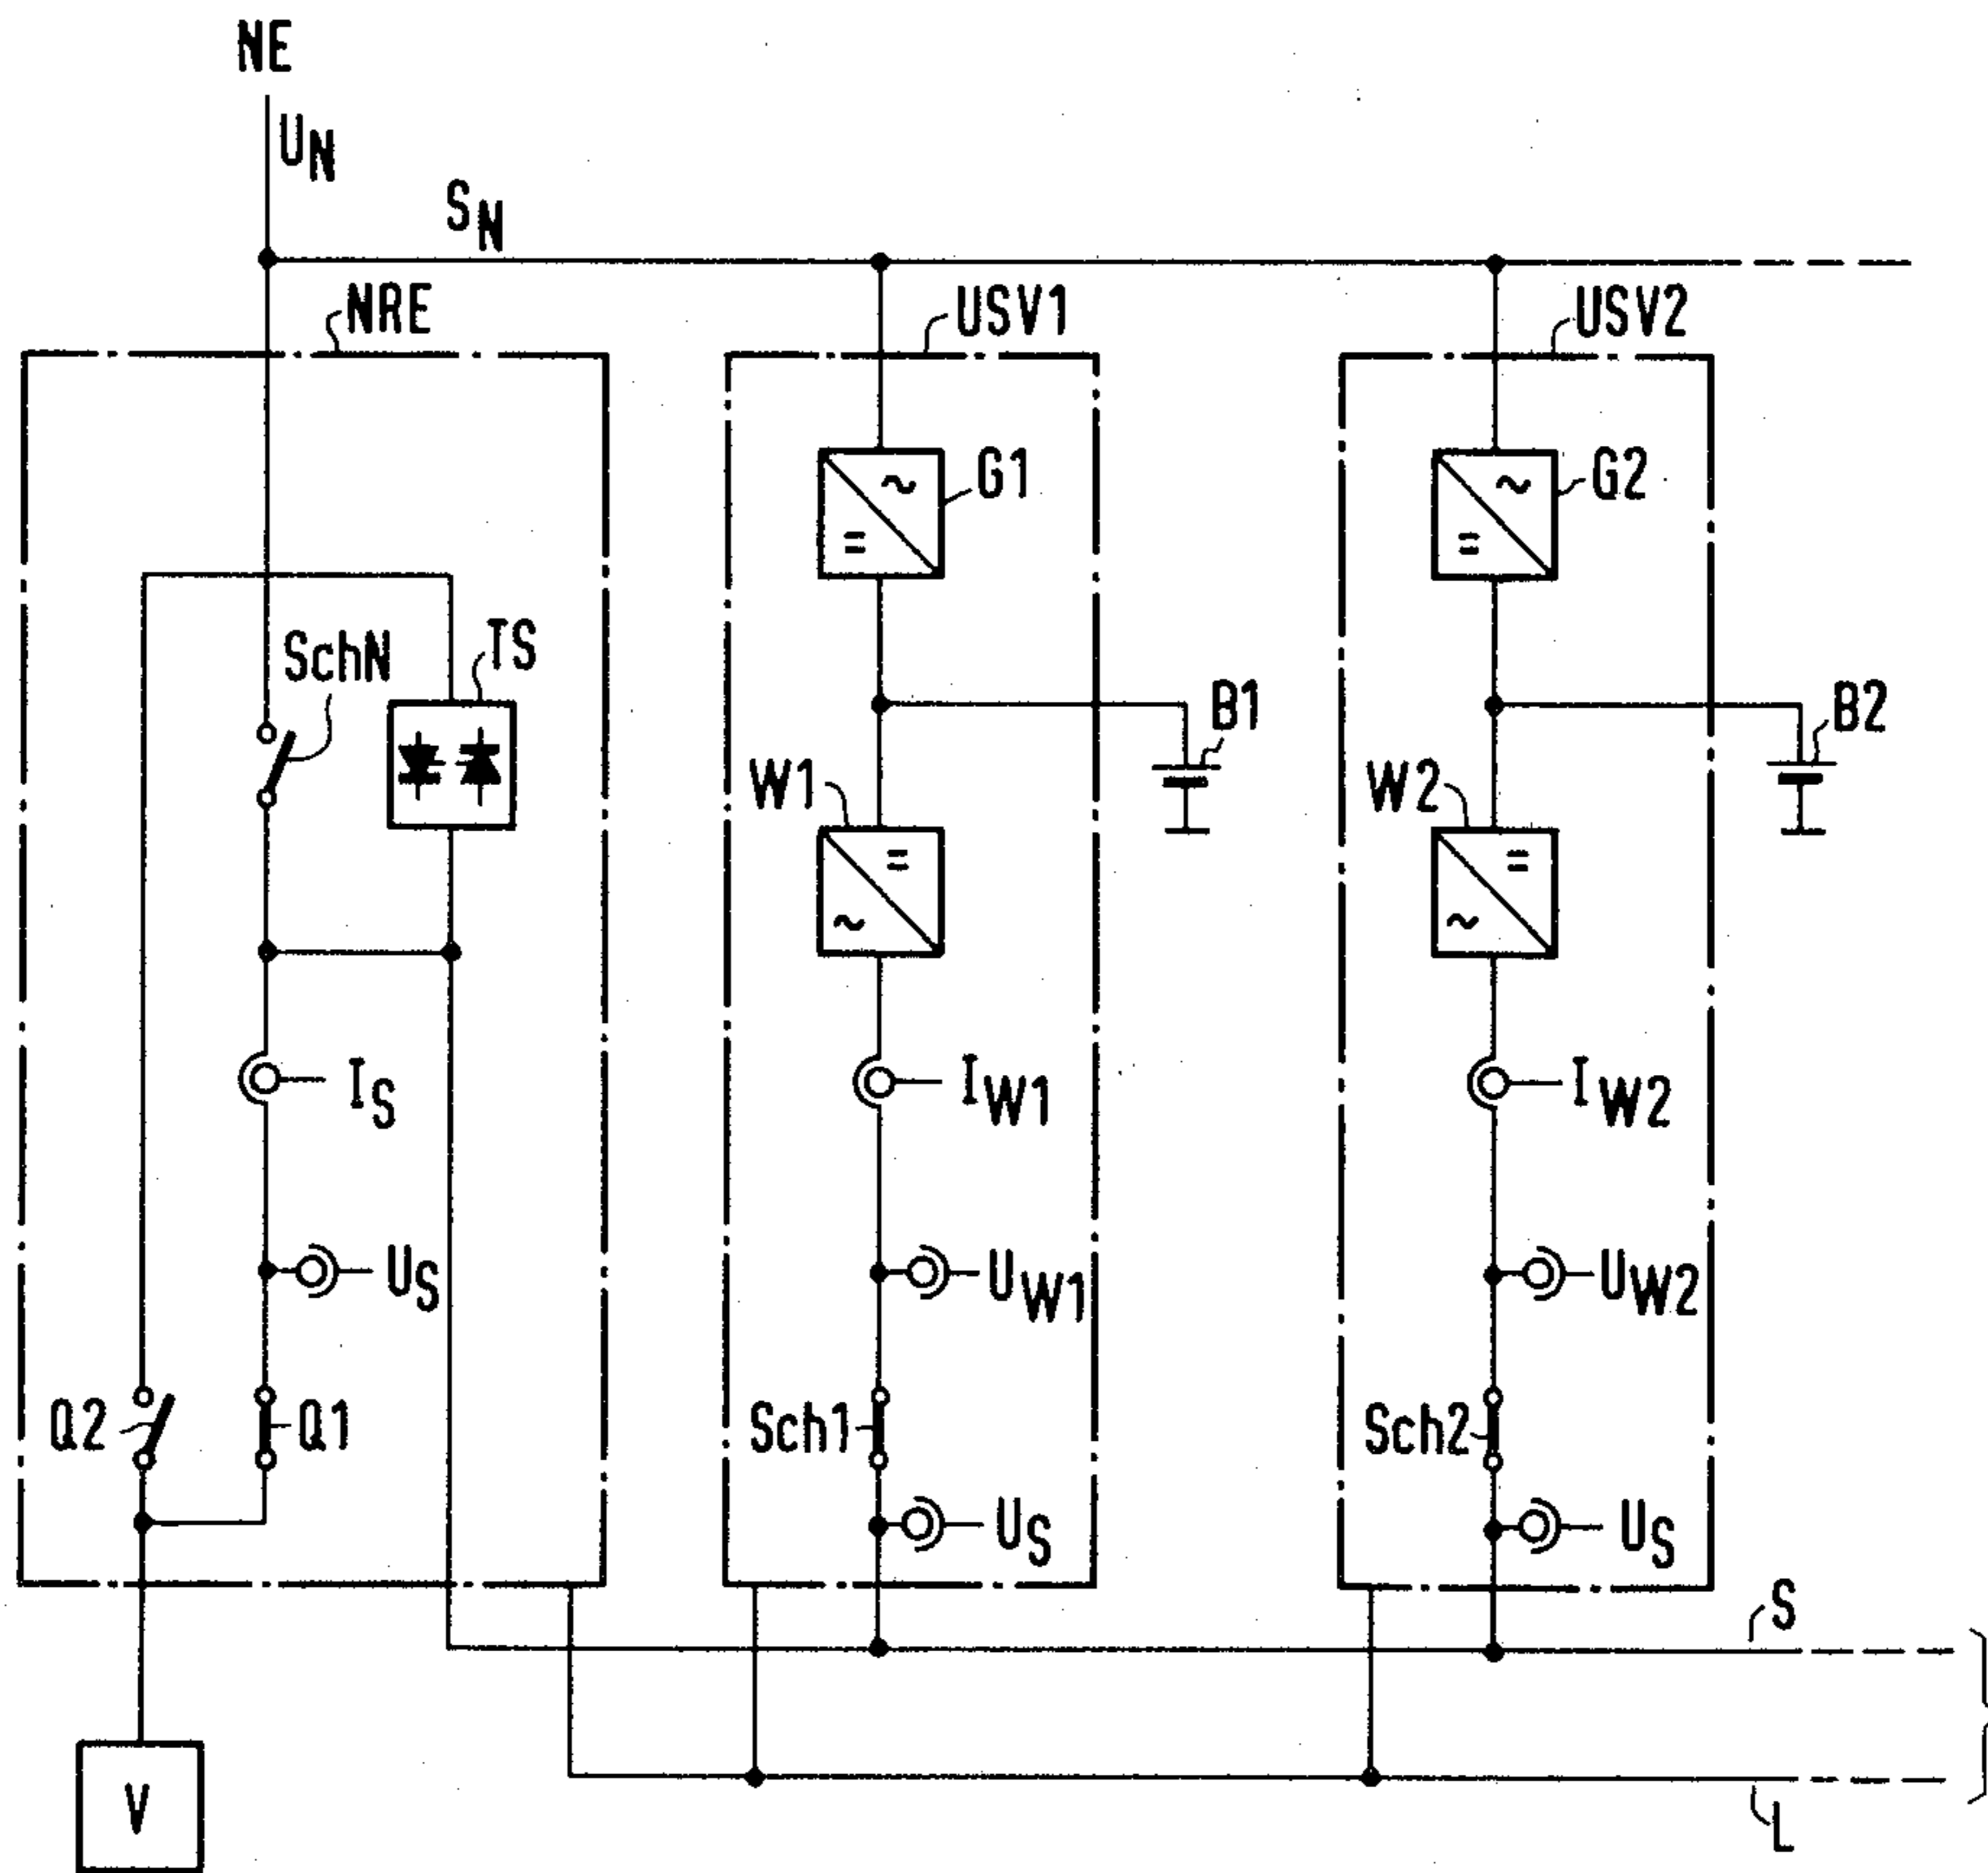 NE
UN
SN
NRE
USV1
USV2
G1
G2
SchN
TS
B1
B2
W1
W2
IS
IW1
IW2
US
UW1
UW2
Q2
Q1
Sch1
Sch2
US
US
S
V
L